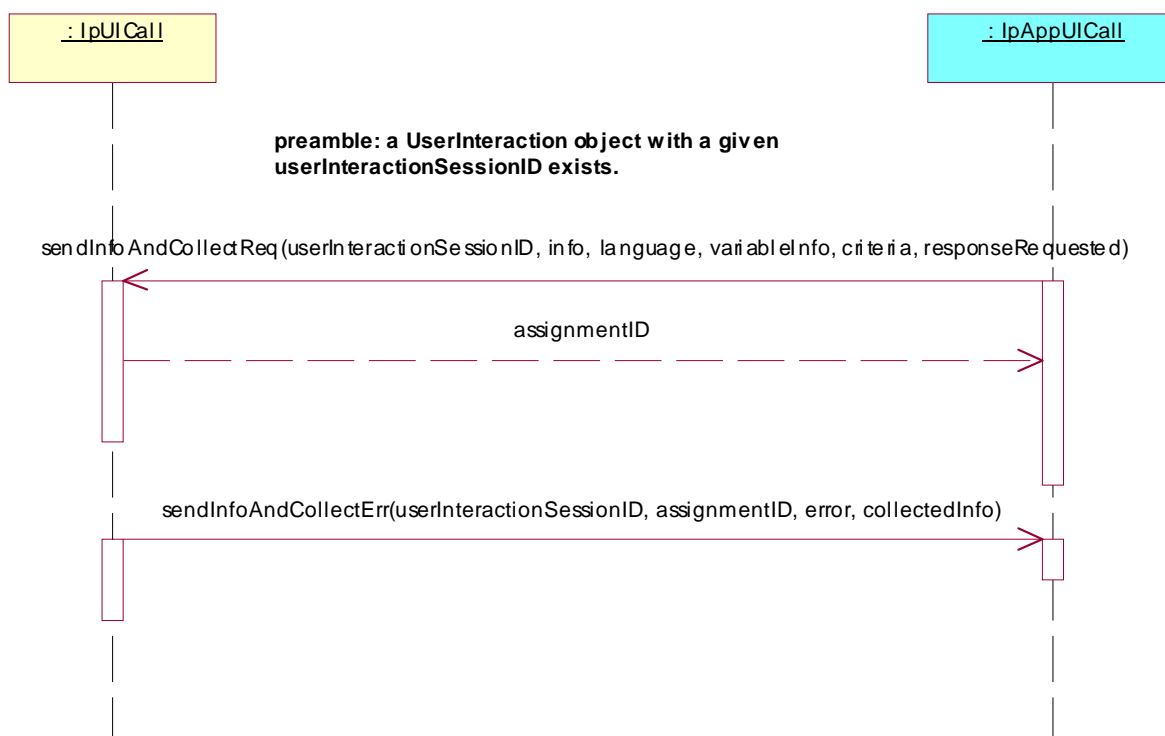 : IpUICall
: IpAppUICall
preamble: a UserInteraction object with a given
userInteractionSessionID exists.
sendInfoAndCollectReq(userInteractionSessionID, info, language, variableInfo, criteria, responseRequested)
assignmentID
sendInfoAndCollectErr(userInteractionSessionID, assignmentID, error, collectedInfo)